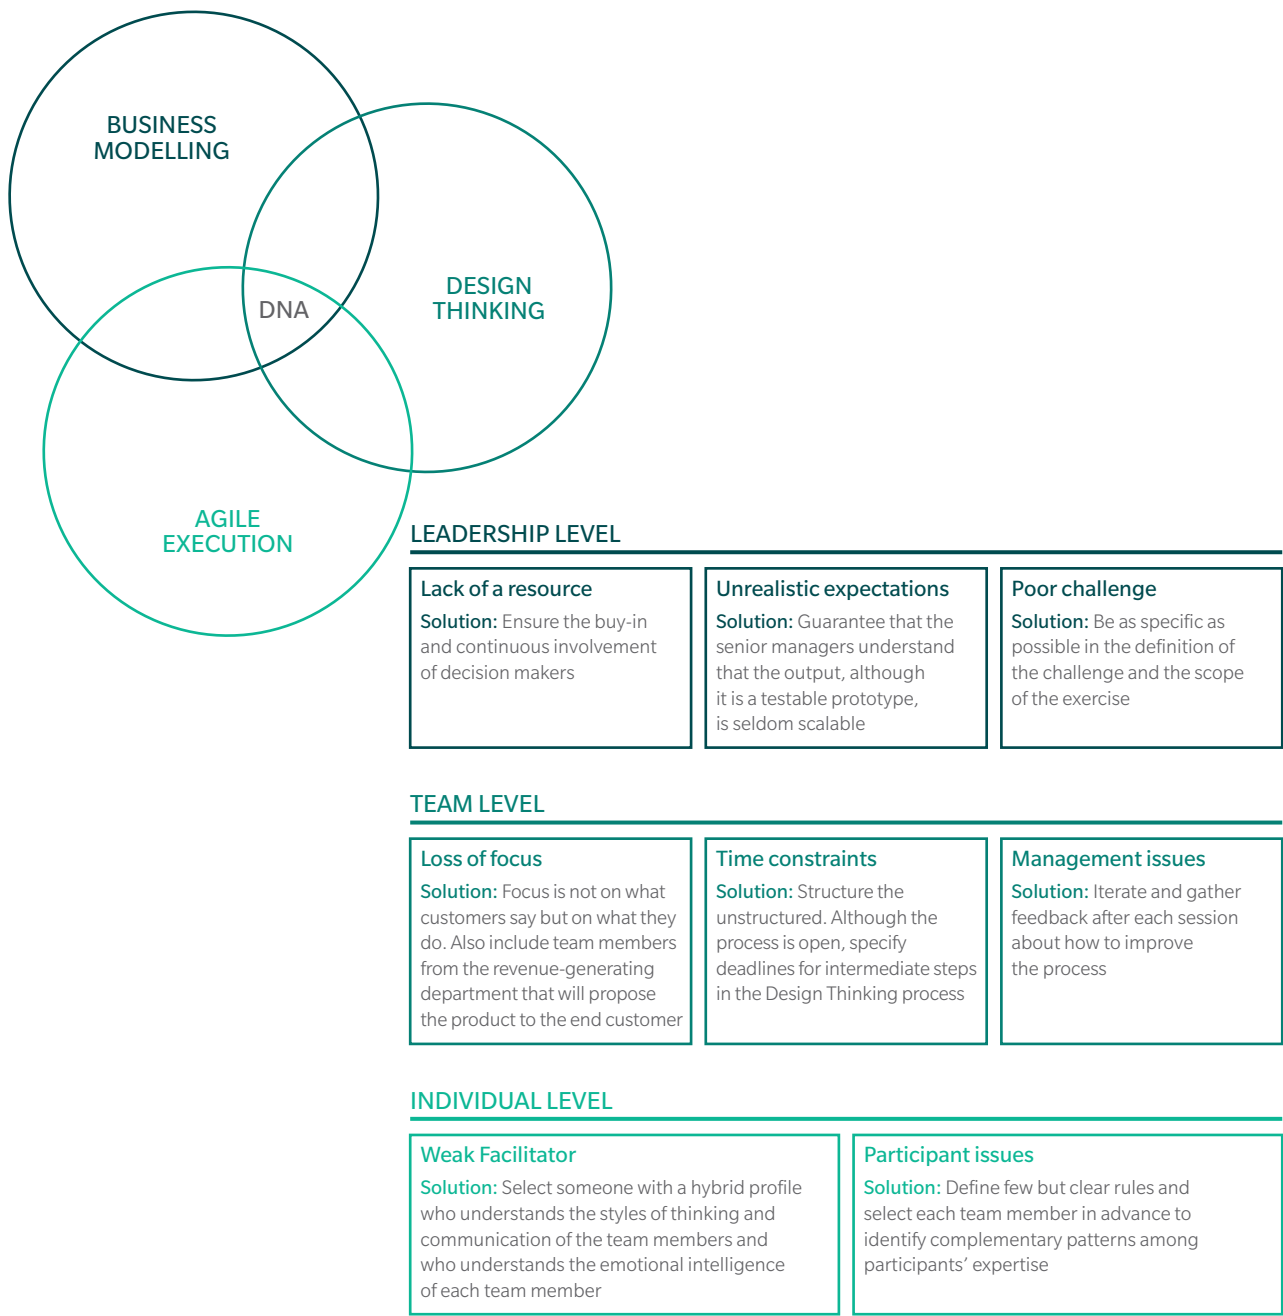 BUSINESS
MODELLING
DESIGN
THINKING
DNA
AGILE
EXECUTION
LEADERSHIP LEVEL
Lack of a resource
Solution: Ensure the buy-in
and continuous involvement
of decision makers
Unrealistic expectations
Solution: Guarantee that the
senior managers understand
that the output, although
it is a testable prototype,
is seldom scalable
Poor challenge
Solution: Be as specific as
possible in the definition of
the challenge and the scope
of the exercise
TEAM LEVEL
Loss of focus
Solution: Focus is not on what
customers say but on what they
do. Also include team members
from the revenue-generating
department that will propose
the product to the end customer
Time constraints
Solution: Structure the
unstructured. Although the
process is open, specify
deadlines for intermediate steps
in the Design Thinking process
Management issues
Solution: Iterate and gather
feedback after each session
about how to improve
the process
INDIVIDUAL LEVEL
Weak Facilitator
Solution: Select someone with a hybrid profile
who understands the styles of thinking and
communication of the team members and
who understands the emotional intelligence
of each team member
Participant issues
Solution: Define few but clear rules and
select each team member in advance to
identify complementary patterns among
participants’ expertise